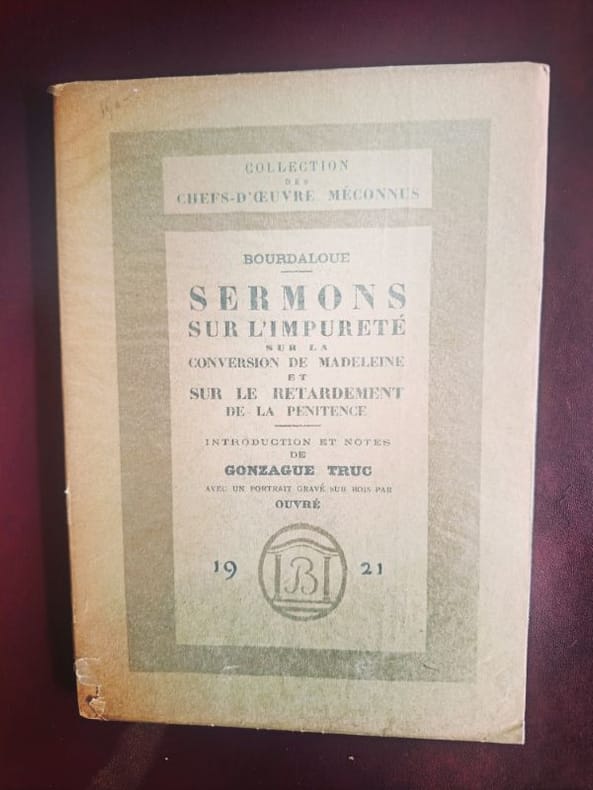 COLLECTION
DES
CHEFS-D'ŒUVRE MÉCONNUS
BOURDALOUE
SERMONS
SUR L'IMPURETÉ
SUR LA
CONVERSION DE MADELEINE
ET
SUR LE RETARDEMENT
DE LA PENITENCE
INTRODUCTION ET NOTES
DE
GONZAGUE TRUC
AVEC UN PORTRAIT GRAVÉ SUR BOIS PAR
OUVRÉ
19 21
B